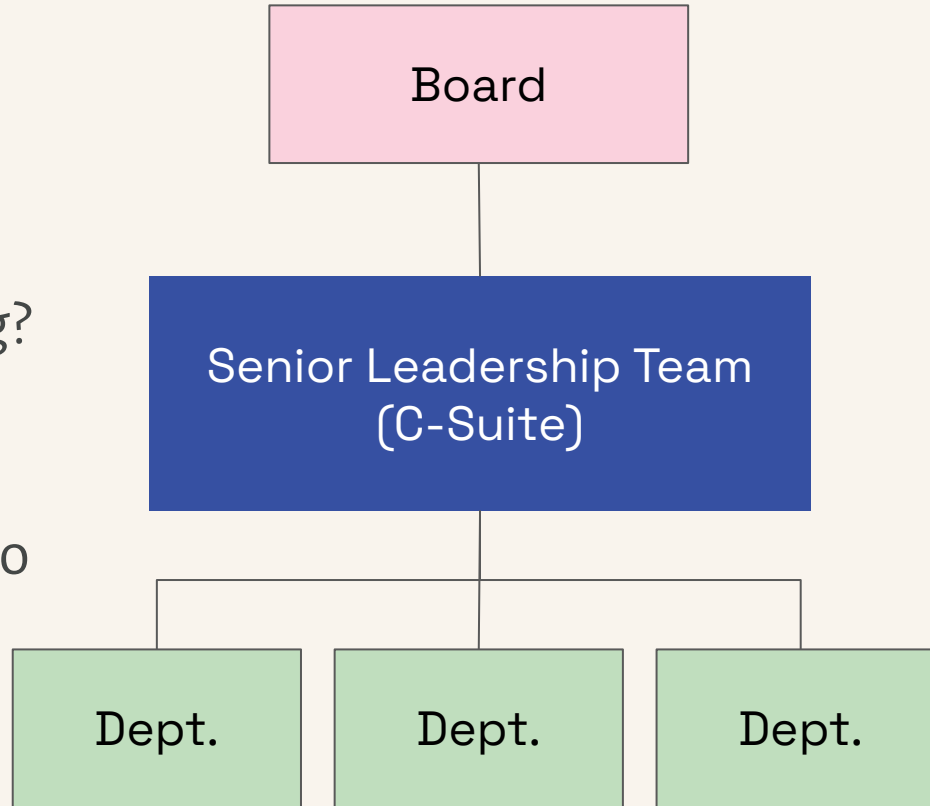 Board
g?
Senior Leadership Team
(C-Suite)
o
Dept.
Dept.
Dept.